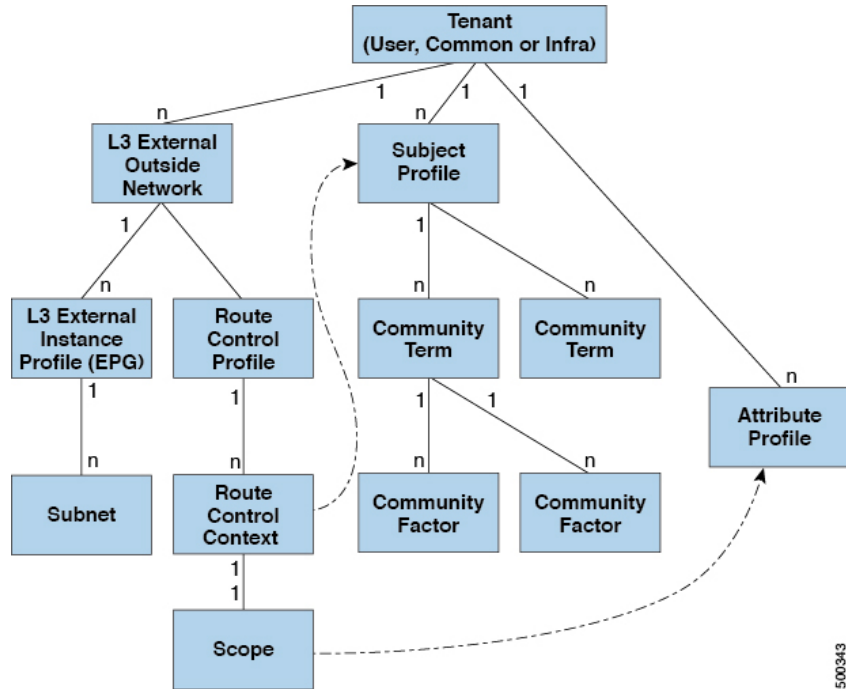 Tenant
(User, Common or Infra)
1
1
1
n
n
L3 External
Outside
Network
Subject
Profile
1
1
n
n
n
L3 External
Instance
Profile (EPG)
Route
Control
Profile
Community
Term
Community
Term
1
1
1
1
n
Attribute
Profile
n
n
n
n
Subnet
Route
Control
Context
Community
Factor
Community
Factor
1
1
Scope
500343